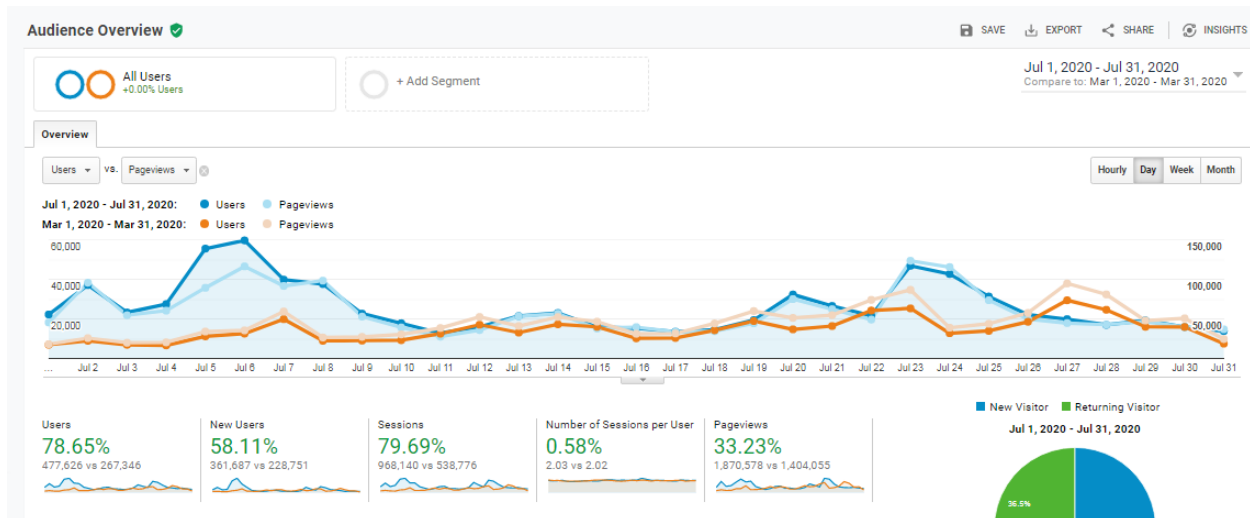 Audience Overview
SAVE EXPORT SHARE INSIGHTS
All Users
+0.00% Users
+ Add Segment
Jul 1, 2020 - Jul 31, 2020
Compare to: Mar 1, 2020 - Mar 31, 2020
Overview
Users vs. Pageviews
Hourly Day Week Month
Jul 1, 2020 - Jul 31, 2020: Users Pageviews
Mar 1, 2020 - Mar 31, 2020: Users Pageviews
60,000 150,000
40,000 100,000
20,000 50,000
... Jul 2 Jul 3 Jul 4 Jul 5 Jul 6 Jul 7 Jul 8 Jul 9 Jul 10 Jul 11 Jul 12 Jul 13 Jul 14 Jul 15 Jul 16 Jul 17 Jul 18 Jul 19 Jul 20 Jul 21 Jul 22 Jul 23 Jul 24 Jul 25 Jul 26 Jul 27 Jul 28 Jul 29 Jul 30 Jul 31
Users
78.65%
477,626 vs 267,346
New Users
58.11%
361,687 vs 228,751
Sessions
79.69%
968,140 vs 538,776
Number of Sessions per User
0.58%
2.03 vs 2.02
Pageviews
33.23%
1,870,578 vs 1,404,055
New Visitor Returning Visitor
Jul 1, 2020 - Jul 31, 2020
36.5%